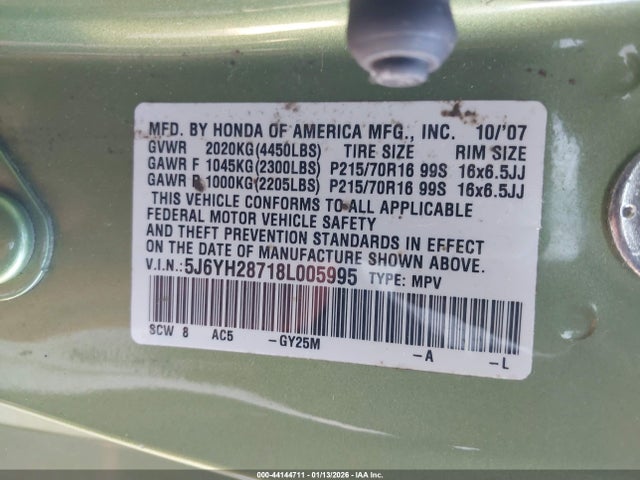 MFD. BY HONDA OF AMERICA MFG., INC. 10/'07
GVWR 2020KG(4450LBS) TIRE SIZE RIM SIZE
GAWR F 1045KG(2300LBS) P215/70R16 99S 16x6.5JJ
GAWR R 1000KG(2205LBS) P215/70R16 99S 16x6.5JJ
THIS VEHICLE CONFORMS TO ALL APPLICABLE
FEDERAL MOTOR VEHICLE SAFETY
AND THEFT PREVENTION STANDARDS IN EFFECT
ON THE DATE OF MANUFACTURE SHOWN ABOVE.
V.I.N.: 5J6YH28718L005995 TYPE: MPV
SCW 8 AC5 -GY25M -A -L
000-44144711 - 01/13/2026 - IAA Inc.